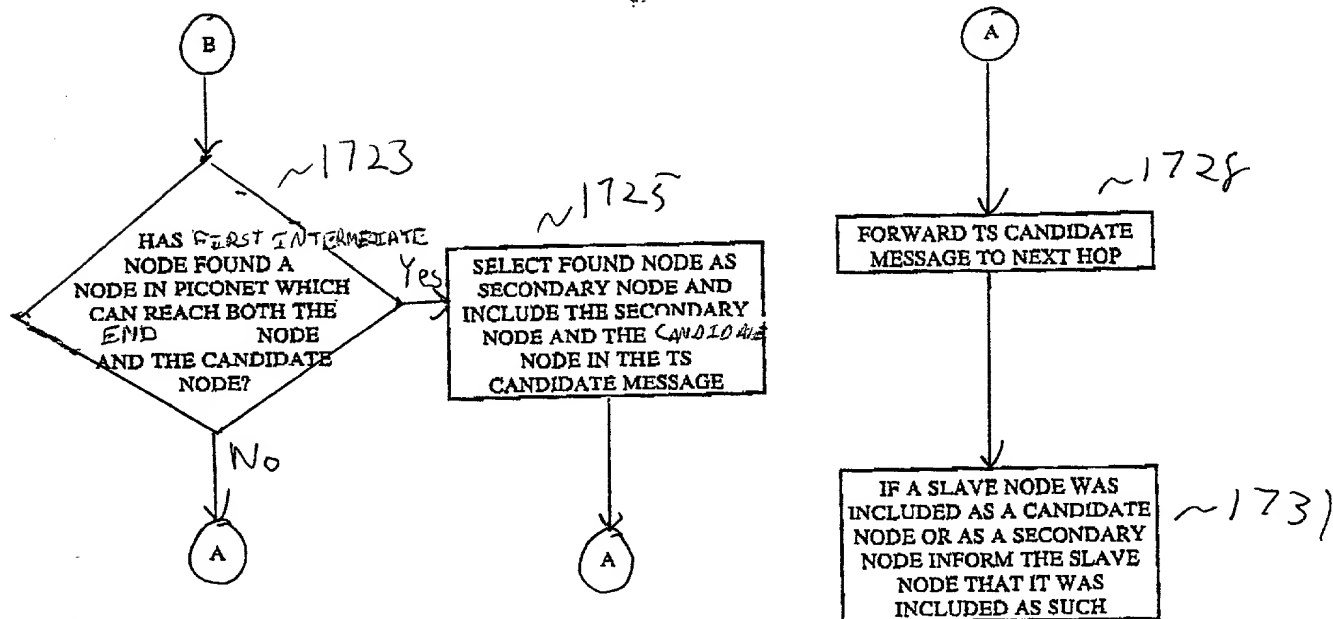 B
~1723
HAS FIRST INTERMEDIATE
NODE FOUND A
NODE IN PICONET WHICH
CAN REACH BOTH THE
END NODE
AND THE CANDIDATE
NODE?
Yes
No
A
~1725
SELECT FOUND NODE AS
SECONDARY NODE AND
INCLUDE THE SECONDARY
NODE AND THE CANDIDATE
NODE IN THE TS
CANDIDATE MESSAGE
A
A
~1728
FORWARD TS CANDIDATE
MESSAGE TO NEXT HOP
IF A SLAVE NODE WAS
INCLUDED AS A CANDIDATE
NODE OR AS A SECONDARY
NODE INFORM THE SLAVE
NODE THAT IT WAS
INCLUDED AS SUCH
~1731